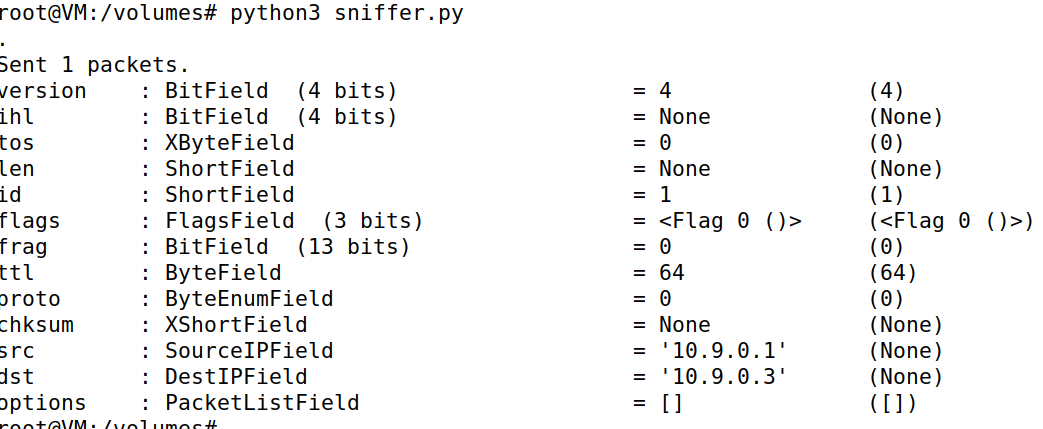 root@VM:/volumes# python3 sniffer.py
.
Sent 1 packets.
version    : BitField  (4 bits)                  = 4               (4)
ihl        : BitField  (4 bits)                  = None            (None)
tos        : XByteField                          = 0               (0)
len        : ShortField                          = None            (None)
id         : ShortField                          = 1               (1)
flags      : FlagsField  (3 bits)                = <Flag 0 ()>     (<Flag 0 ()>)
frag       : BitField  (13 bits)                 = 0               (0)
ttl        : ByteField                           = 64              (64)
proto      : ByteEnumField                       = 0               (0)
chksum     : XShortField                         = None            (None)
src        : SourceIPField                       = '10.9.0.1'      (None)
dst        : DestIPField                         = '10.9.0.3'      (None)
options    : PacketListField                     = []              ([])
root@VM:/volumes#